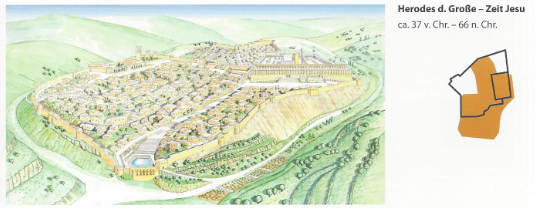 Herodes d. Große – Zeit Jesu
ca. 37 v. Chr. – 66 n. Chr.